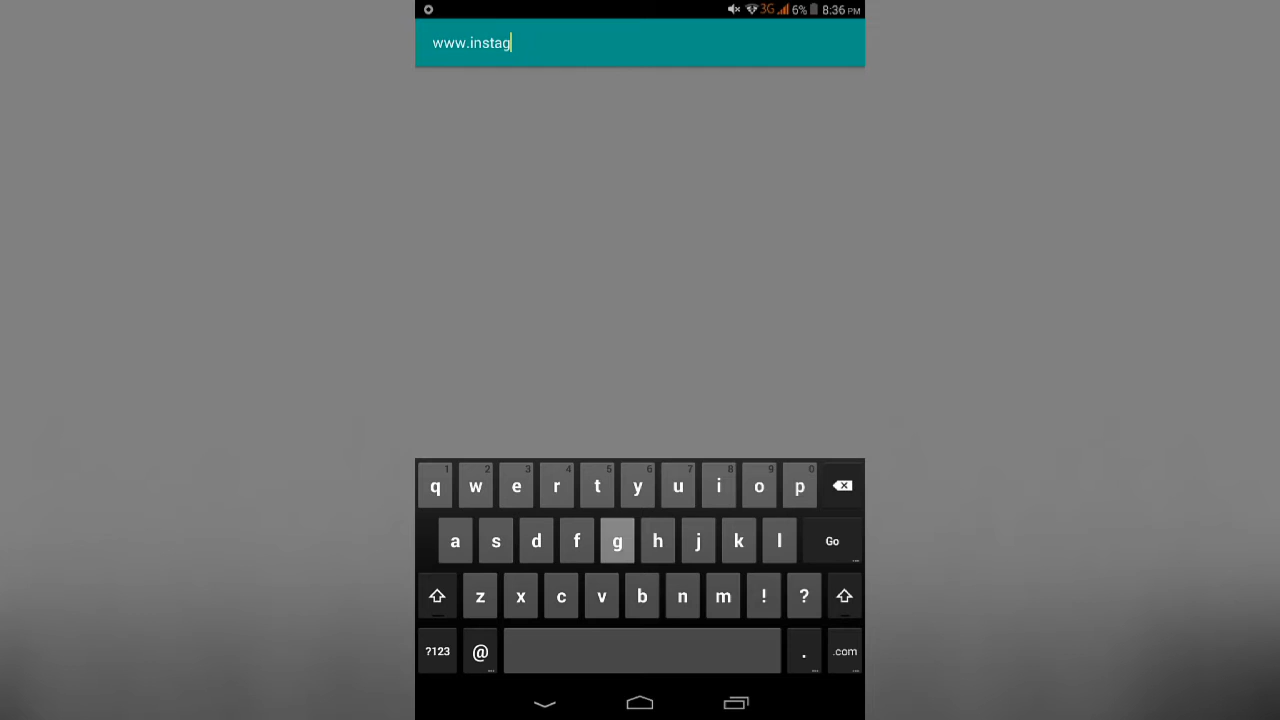 3G 6% 8:36 PM
www.instag
1 2 3 4 5 6 7 8 9 0
q w e r t y u i o p
a s d f g h j k l Go
z x c v b n m ! ?
?123 @ . .com